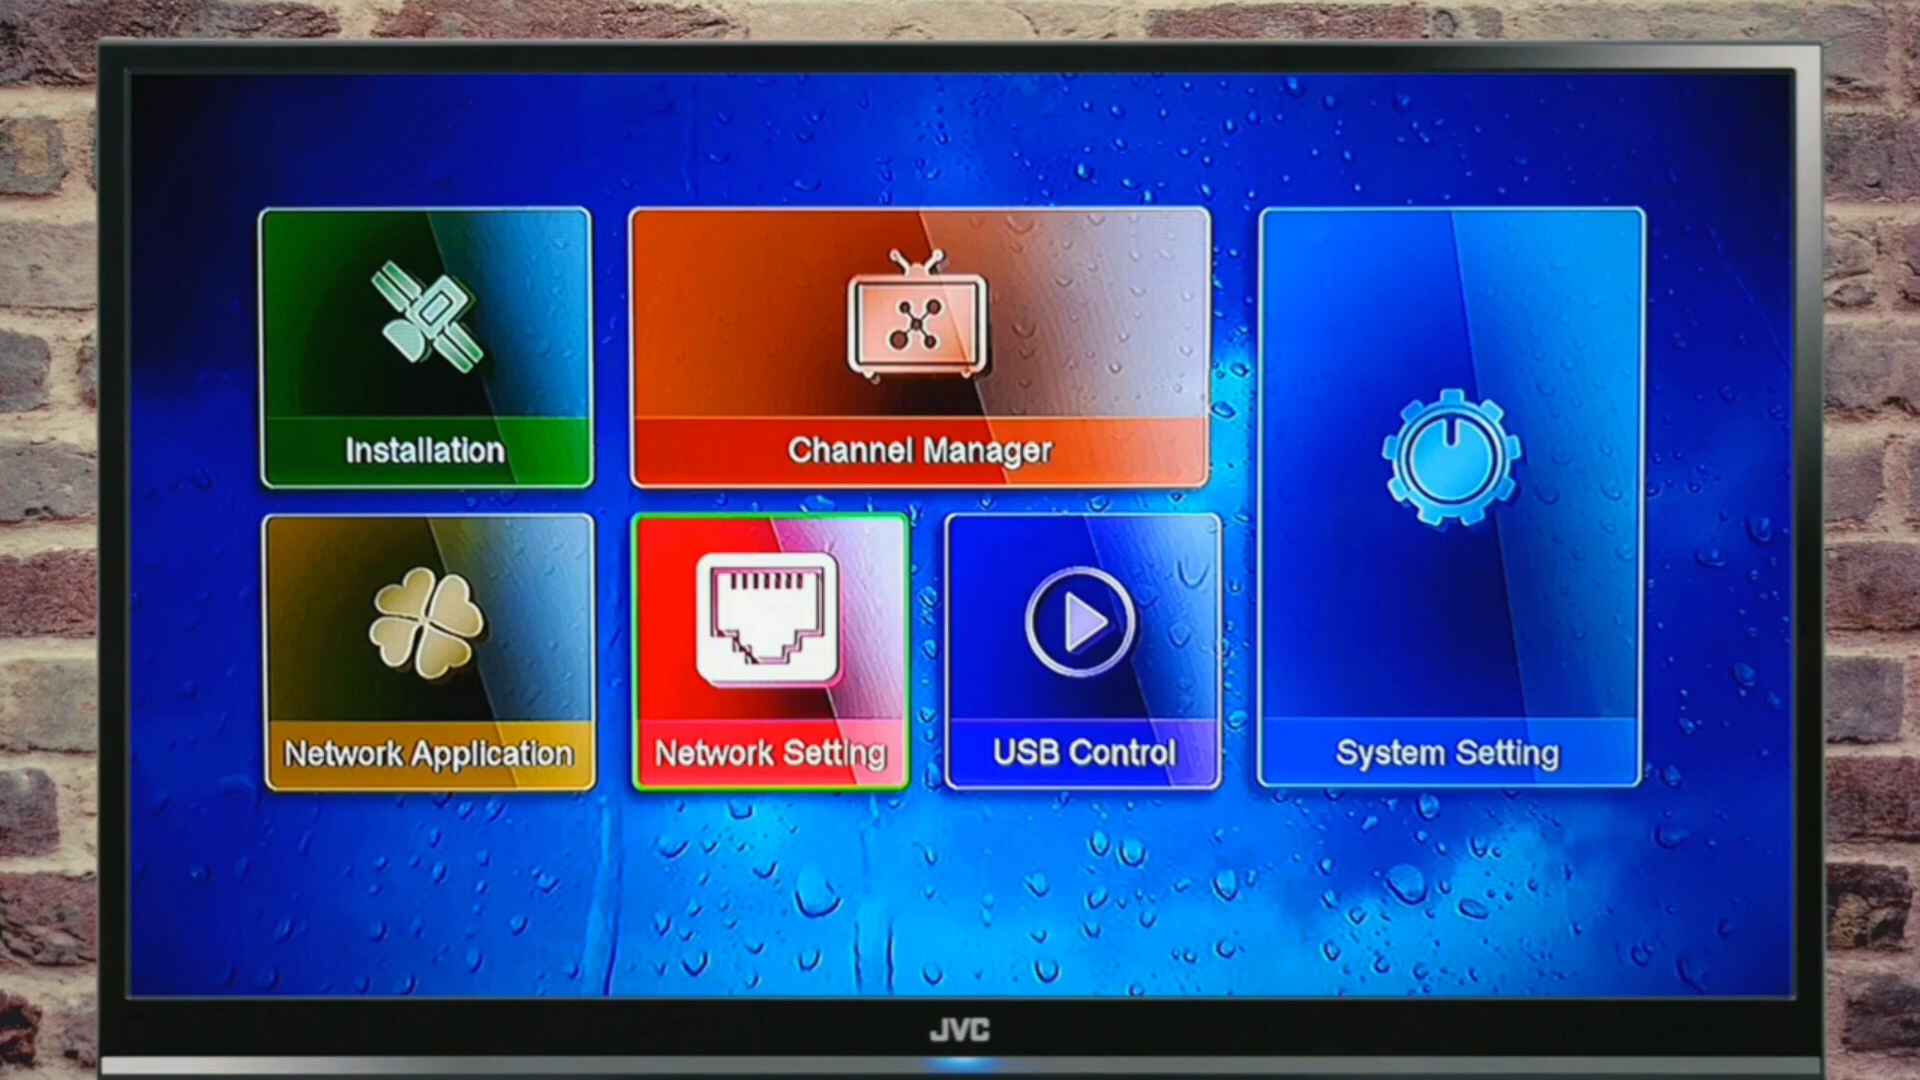 Installation
Channel Manager
Network Application
Network Setting
USB Control
System Setting
JVC